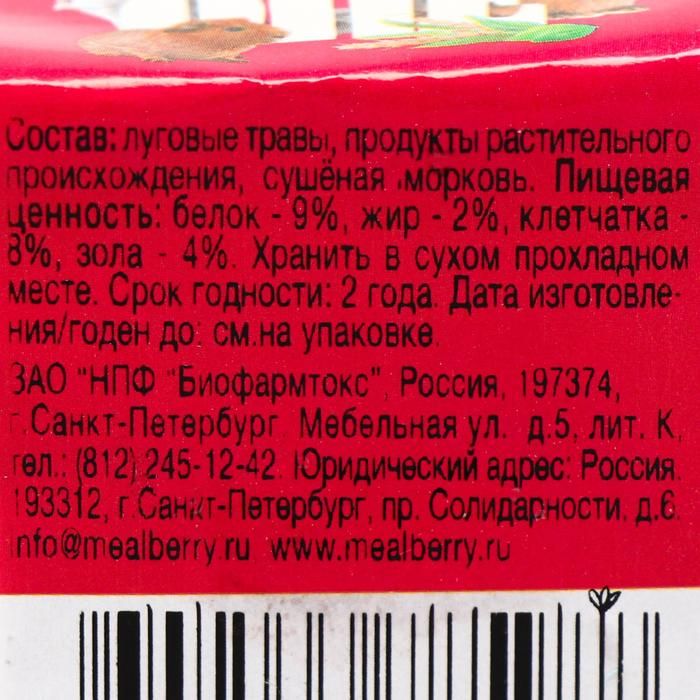 Состав: луговые травы, продукты растительного
происхождения, сушёная морковь. Пищевая
ценность: белок - 9%, жир - 2%, клетчатка -
8%, зола - 4%. Хранить в сухом прохладном
месте. Срок годности: 2 года. Дата изготовле-
ния/годен до: см.на упаковке.
ЗАО "НПФ "Биофармтокс", Россия, 197374,
г.Санкт-Петербург Мебельная ул. д.5, лит. К,
тел.: (812) 245-12-42. Юридический адрес: Россия.
193312, г.Санкт-Петербург, пр. Солидарности, д.6.
info@mealberry.ru www.mealberry.ru